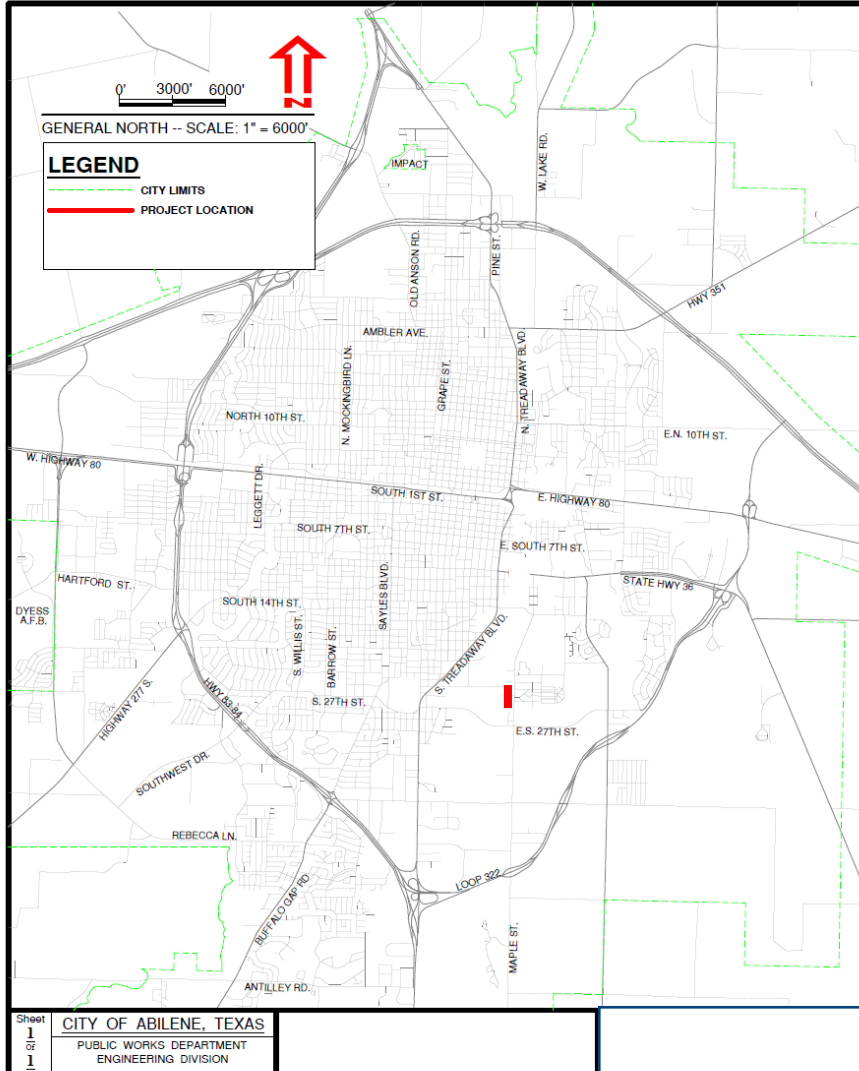 0' 3000' 6000'
N
GENERAL NORTH -- SCALE: 1" = 6000'
LEGEND
CITY LIMITS
PROJECT LOCATION
IMPACT
W. LAKE RD.
OLD ANSON RD.
PINE ST.
HWY 351
AMBLER AVE.
N. MOCKINGBIRD LN.
GRAPE ST.
N. TREADAWAY BLVD.
NORTH 10TH ST.
E.N. 10TH ST.
W. HIGHWAY 80
LEGGETT DR.
SOUTH 1ST ST.
E. HIGHWAY 80
SOUTH 7TH ST.
E. SOUTH 7TH ST.
HARTFORD ST.
STATE HWY 36
SOUTH 14TH ST.
SAYLES BLVD.
DYESS
A.F.B.
S. WILLIS ST.
BARROW ST.
S. TREADAWAY BLVD.
HWY 83-84
HIGHWAY 277 S.
S. 27TH ST.
E.S. 27TH ST.
SOUTHWEST DR.
REBECCA LN.
LOOP 322
BUFFALO GAP RD
MAPLE ST.
ANTILLEY RD.
Sheet
1
Of
1
CITY OF ABILENE, TEXAS
PUBLIC WORKS DEPARTMENT
ENGINEERING DIVISION